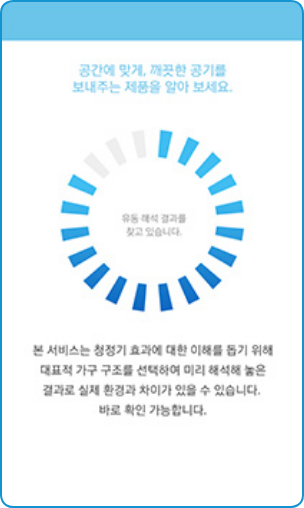 공간에 맞게, 깨끗한 공기를
보내주는 제품을 알아 보세요.
유동 해석 결과를
찾고 있습니다.
본 서비스는 청정기 효과에 대한 이해를 돕기 위해
대표적 가구 구조를 선택하여 미리 해석해 놓은
결과로 실제 환경과 차이가 있을 수 있습니다.
바로 확인 가능합니다.